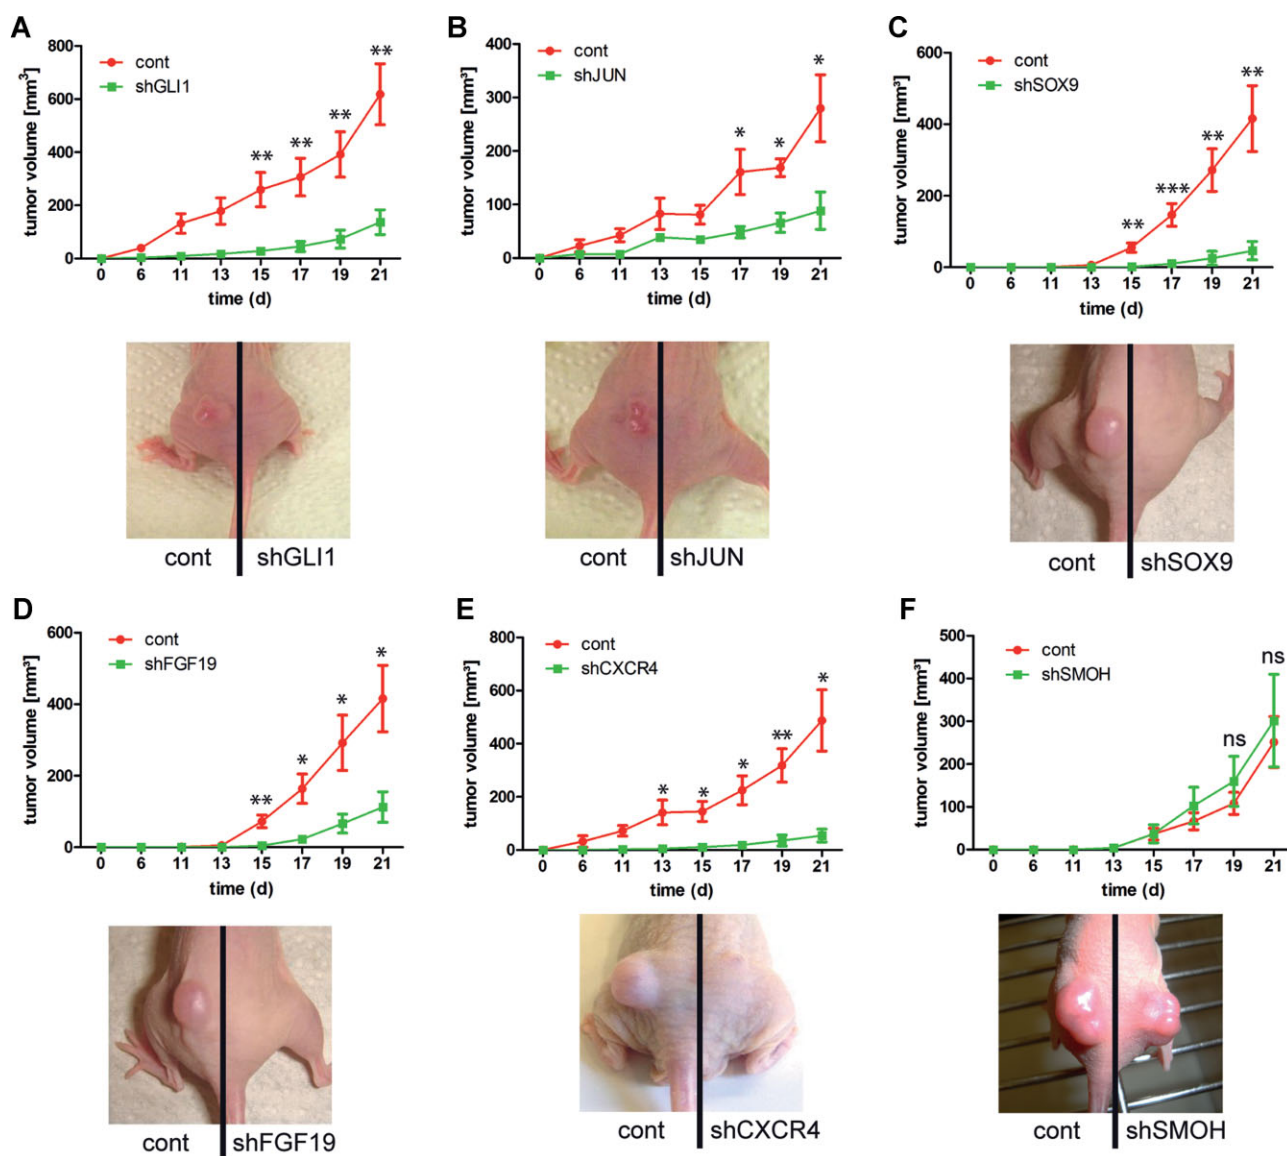 A
tumor volume [mm³]
800
600
400
200
0
cont
shGLI1
** ** ** ** **
0 6 11 13 15 17 19 21
time (d)
cont shGLI1
B
tumor volume [mm³]
400
300
200
100
0
cont
shJUN
* * *
0 6 11 13 15 17 19 21
time (d)
cont shJUN
C
tumor volume [mm³]
600
400
200
0
cont
shSOX9
** *** ** **
0 6 11 13 15 17 19 21
time (d)
cont shSOX9
D
tumor volume [mm³]
600
400
200
0
cont
shFGF19
** * * *
0 6 11 13 15 17 19 21
time (d)
cont shFGF19
E
tumor volume [mm³]
800
600
400
200
0
cont
shCXCR4
* * * ** *
0 6 11 13 15 17 19 21
time (d)
cont shCXCR4
F
tumor volume [mm³]
500
400
300
200
100
0
cont
shSMOH
ns ns
0 6 11 13 15 17 19 21
time (d)
cont shSMOH